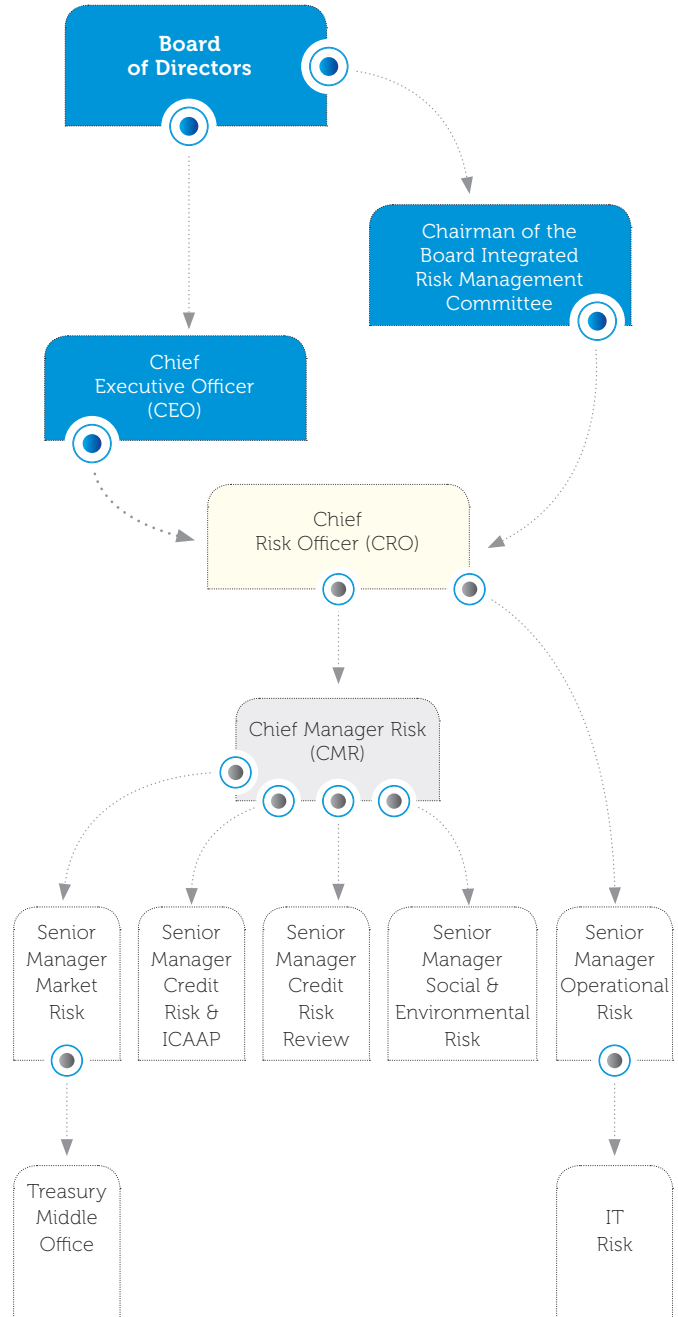 Board
of Directors
Chairman of the
Board Integrated
Risk Management
Committee
Chief
Executive Officer
(CEO)
Chief
Risk Officer (CRO)
Chief Manager Risk
(CMR)
Senior
Manager
Market
Risk
Senior
Manager
Credit
Risk &
ICAAP
Senior
Manager
Credit
Risk
Review
Senior
Manager
Social &
Environmental
Risk
Senior
Manager
Operational
Risk
Treasury
Middle
Office
IT
Risk